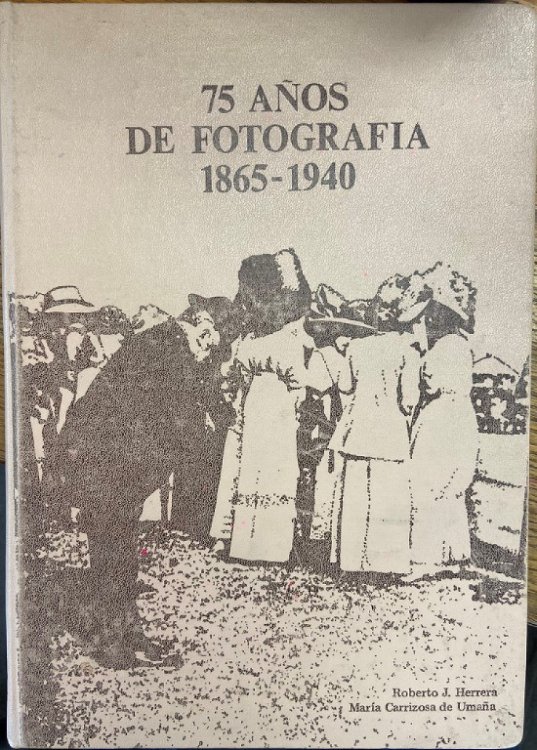 75 AÑOS
DE FOTOGRAFIA
1865-1940
Roberto J. Herrera
María Carrizosa de Umaña